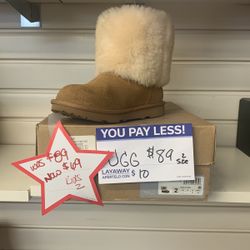 WAS $89
NOW $69
KIDS
2
YOU PAY LESS!
UGG $89 2
SIZE
LAYAWAY
$10